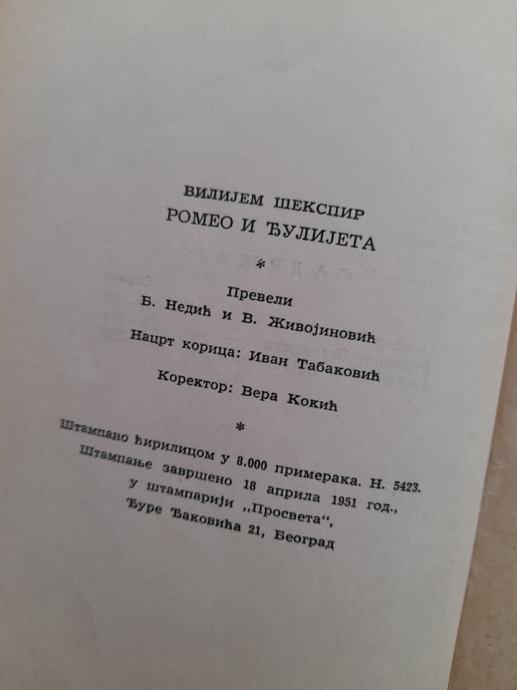 ВИЛИЈЕМ ШЕКСПИР
РОМЕО И ЂУЛИЈЕТА
*
Превели
Б. Недић и В. Живојиновић
Нацрт корица: Иван Табаковић
Коректор: Вера Кокић
*
Штампано ћирилицом у 8.000 примерака. Н. 5423.
Штампање завршено 18 априла 1951 год.,
у штампарији „Просвета“,
Ђуре Ђаковића 21, Београд